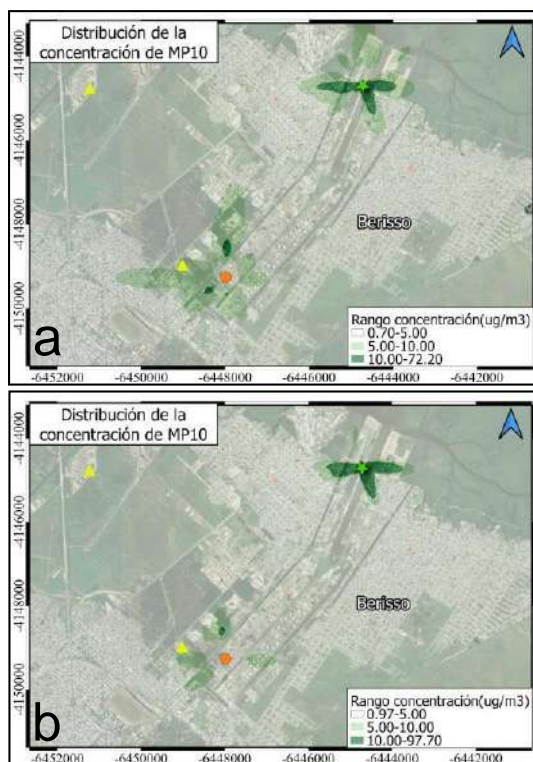 Distribución de la
concentración de MP10
-4144000
-4146000
-4148000
-4150000
Berisso
Rango concentración(ug/m3)
0.70-5.00
5.00-10.00
10.00-72.20
a
-6452000 -6450000 -6448000 -6446000 -6444000 -6442000
Distribución de la
concentración de MP10
-4144000
-4146000
-4148000
-4150000
Berisso
Rango concentración(ug/m3)
0.97-5.00
5.00-10.00
10.00-97.70
b
-6452000 -6450000 -6448000 -6446000 -6444000 -6442000